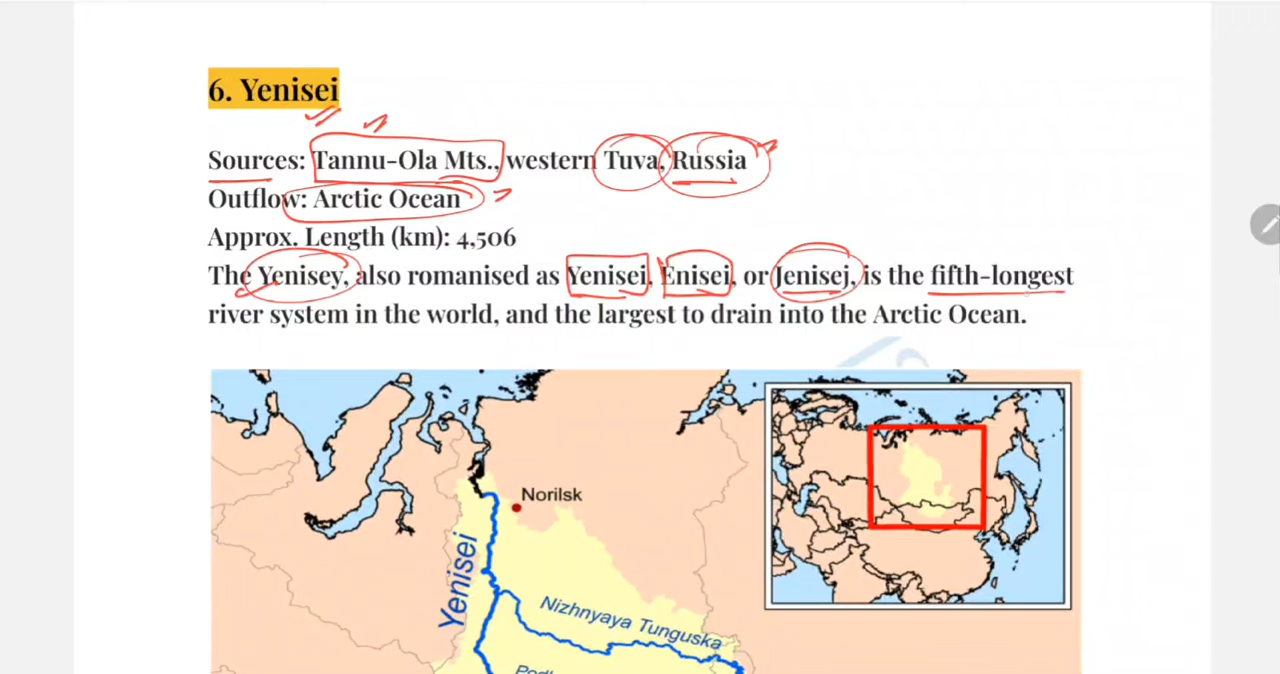 6. Yenisei
Sources: Tannu-Ola Mts., western Tuva, Russia
Outflow: Arctic Ocean
Approx. Length (km): 4,506
The Yenisey, also romanised as Yenisei, Enisei, or Jenisej, is the fifth-longest
river system in the world, and the largest to drain into the Arctic Ocean.
Norilsk
Yenisei
Nizhnyaya Tunguska